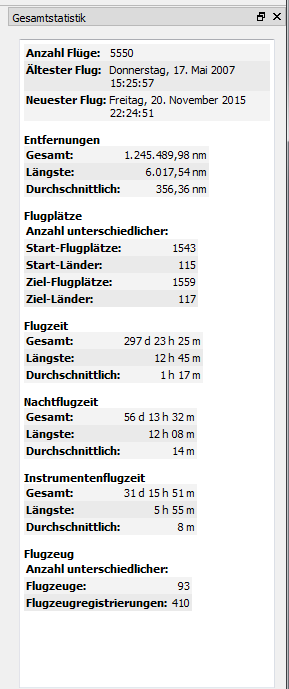 Gesamtstatistik
Anzahl Flüge: 5550
Ältester Flug: Donnerstag, 17. Mai 2007
15:25:57
Neuester Flug: Freitag, 20. November 2015
22:24:51
Entfernungen
Gesamt: 1.245.489,98 nm
Längste: 6.017,54 nm
Durchschnittlich: 356,36 nm
Flugplätze
Anzahl unterschiedlicher:
Start-Flugplätze: 1543
Start-Länder: 115
Ziel-Flugplätze: 1559
Ziel-Länder: 117
Flugzeit
Gesamt: 297 d 23 h 25 m
Längste: 12 h 45 m
Durchschnittlich: 1 h 17 m
Nachtflugzeit
Gesamt: 56 d 13 h 32 m
Längste: 12 h 08 m
Durchschnittlich: 14 m
Instrumentenflugzeit
Gesamt: 31 d 15 h 51 m
Längste: 5 h 55 m
Durchschnittlich: 8 m
Flugzeug
Anzahl unterschiedlicher:
Flugzeuge: 93
Flugzeugregistrierungen: 410